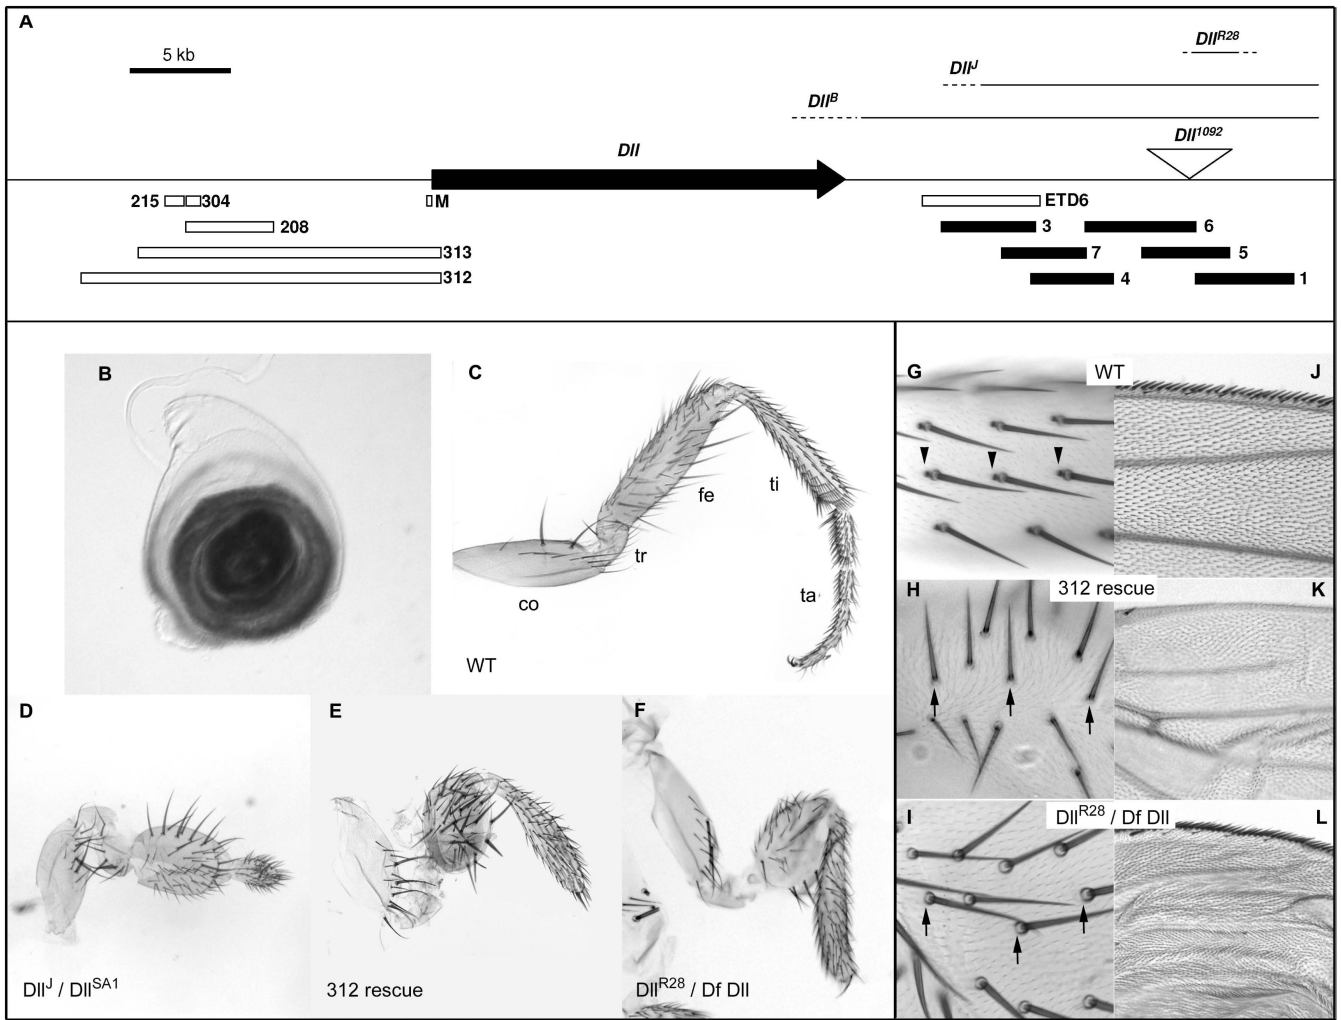 A
5 kb
Dll^R28
Dll^J
Dll^B
Dll^1092
Dll
215 304 M ETD6
208 3 6
313 7 5
312 4 1
B
C
co
tr
fe
ti
ta
WT
D
Dll^J / Dll^SA1
E
312 rescue
F
Dll^R28 / Df Dll
G WT J
H 312 rescue K
I Dll^R28 / Df Dll L